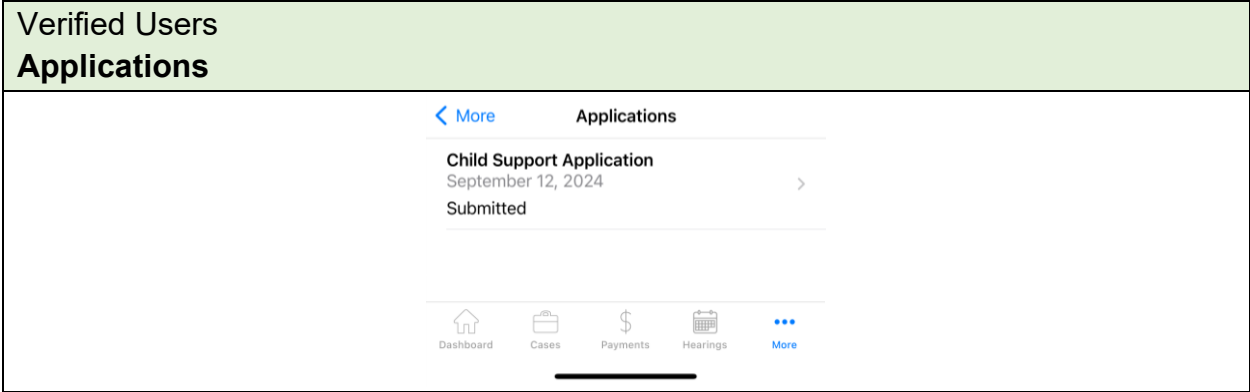 Verified Users
Applications
More Applications
Child Support Application
September 12, 2024
Submitted
$
Dashboard Cases Payments Hearings More